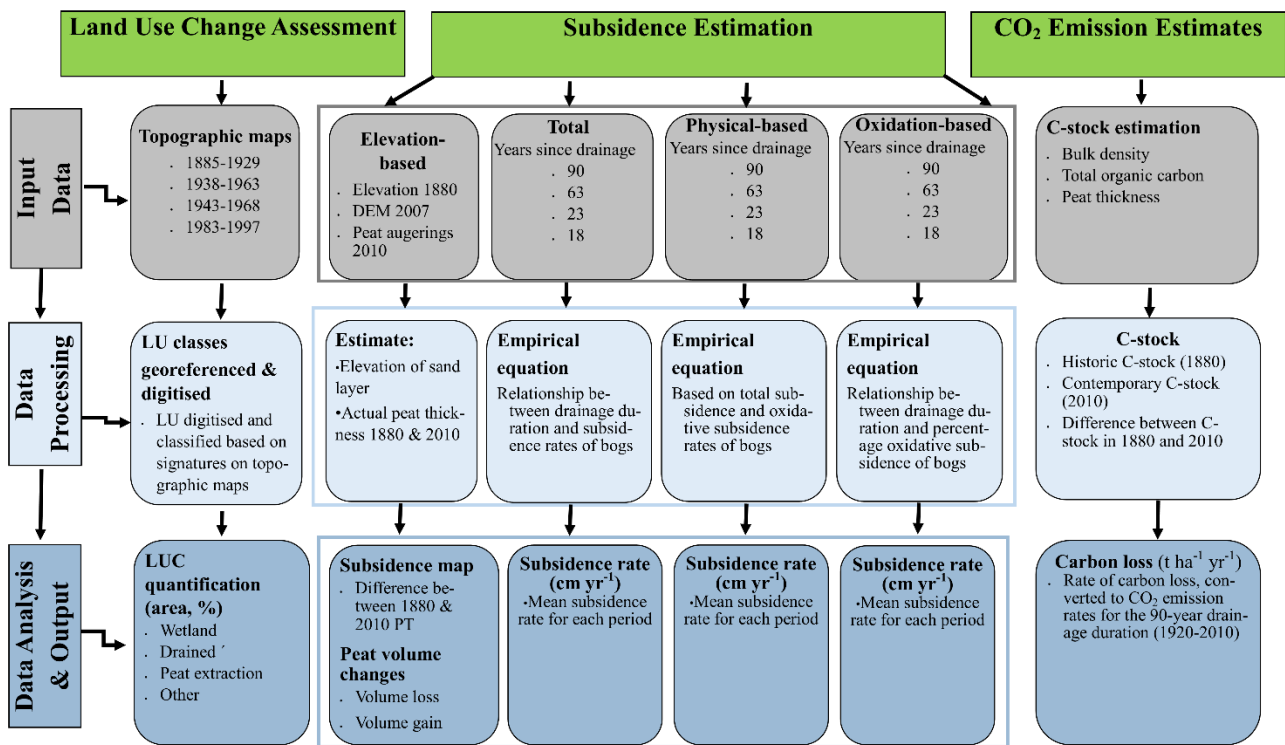 Land Use Change Assessment
Subsidence Estimation
CO₂ Emission Estimates
Input
Data
Topographic maps
. 1885-1929
. 1938-1963
. 1943-1968
. 1983-1997
Elevation-
based
. Elevation 1880
. DEM 2007
. Peat augerings
2010
Total
Years since drainage
. 90
. 63
. 23
. 18
Physical-based
Years since drainage
. 90
. 63
. 23
. 18
Oxidation-based
Years since drainage
. 90
. 63
. 23
. 18
C-stock estimation
. Bulk density
. Total organic carbon
. Peat thickness
Data
Processing
LU classes
georeferenced &
digitised
. LU digitised and
classified based on
signatures on topo-
graphic maps
Estimate:
•Elevation of sand
layer
•Actual peat thick-
ness 1880 & 2010
Empirical
equation
Relationship be-
tween drainage du-
ration and subsid-
ence rates of bogs
Empirical
equation
Based on total sub-
sidence and oxida-
tive subsidence
rates of bogs
Empirical
equation
Relationship be-
tween drainage du-
ration and percent-
age oxidative sub-
sidence of bogs
C-stock
. Historic C-stock (1880)
. Contemporary C-stock
(2010)
. Difference between C-
stock in 1880 and 2010
Data Analysis
& Output
LUC
quantification
(area, %)
. Wetland
. Drained ´
. Peat extraction
. Other
Subsidence map
. Difference be-
tween 1880 &
2010 PT
Peat volume
changes
. Volume loss
. Volume gain
Subsidence rate
(cm yr⁻¹)
•Mean subsidence
rate for each period
Subsidence rate
(cm yr⁻¹)
•Mean subsidence
rate for each period
Subsidence rate
(cm yr⁻¹)
•Mean subsidence
rate for each period
Carbon loss (t ha⁻¹ yr⁻¹)
. Rate of carbon loss, con-
verted to CO₂ emission
rates for the 90-year drain-
age duration (1920-2010)